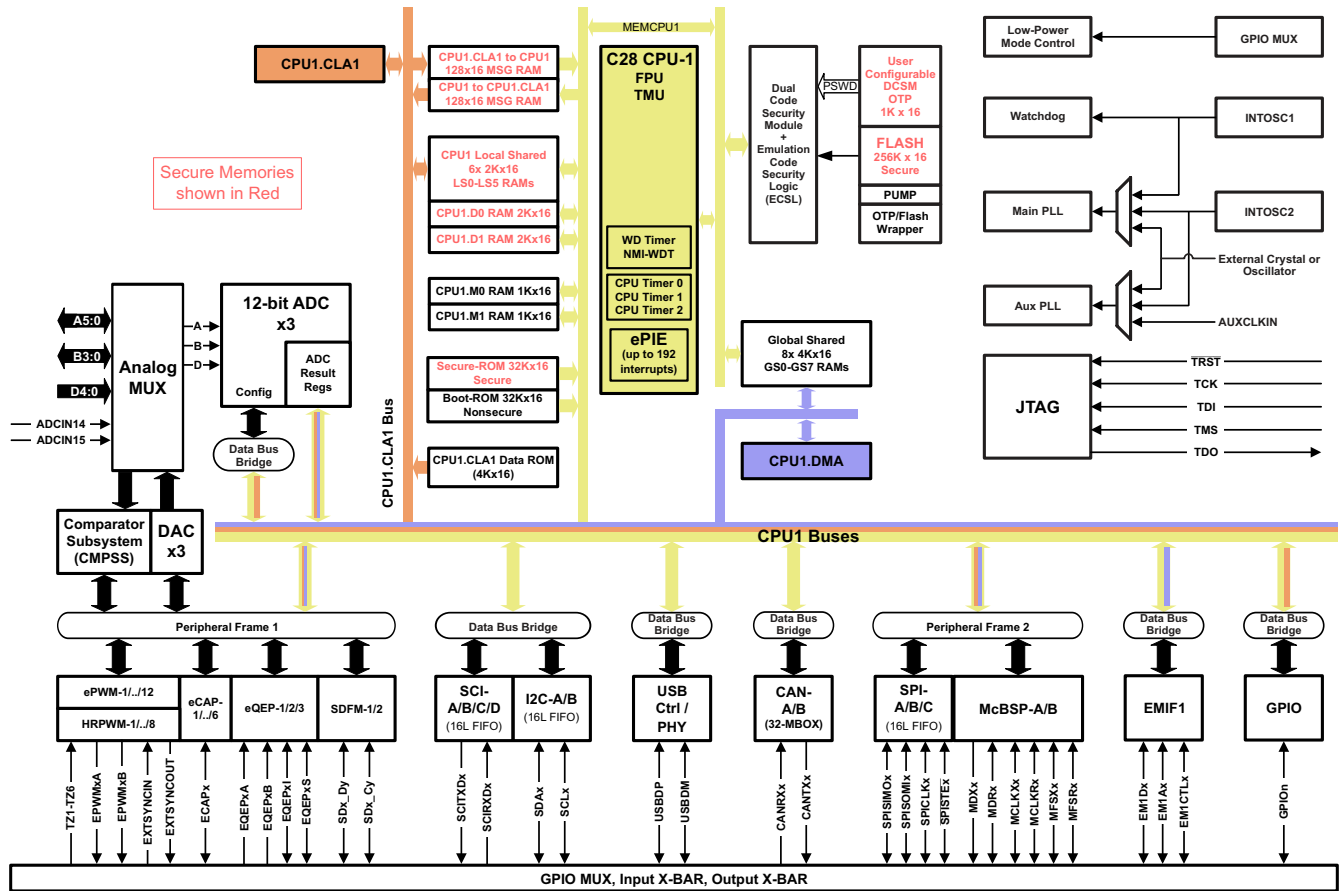 MEMCPU1
CPU1.CLA1
CPU1.CLA1 to CPU1
128x16 MSG RAM
CPU1 to CPU1.CLA1
128x16 MSG RAM
CPU1 Local Shared
6x 2Kx16
LS0-LS5 RAMs
CPU1.D0 RAM 2Kx16
CPU1.D1 RAM 2Kx16
CPU1.M0 RAM 1Kx16
CPU1.M1 RAM 1Kx16
Secure-ROM 32Kx16
Secure
Boot-ROM 32Kx16
Nonsecure
CPU1.CLA1 Data ROM
(4Kx16)
CPU1.CLA1 Bus
C28 CPU-1
FPU
TMU
WD Timer
NMI-WDT
CPU Timer 0
CPU Timer 1
CPU Timer 2
ePIE
(up to 192
interrupts)
Dual
Code
Security
Module
+
Emulation
Code
Security
Logic
(ECSL)
PSWD
User
Configurable
DCSM
OTP
1K x 16
FLASH
256K x 16
Secure
PUMP
OTP/Flash
Wrapper
Global Shared
8x 4Kx16
GS0-GS7 RAMs
CPU1.DMA
Low-Power
Mode Control
GPIO MUX
Watchdog
INTOSC1
Main PLL
INTOSC2
External Crystal or
Oscillator
Aux PLL
AUXCLKIN
JTAG
TRST
TCK
TDI
TMS
TDO
Secure Memories
shown in Red
A5:0
B3:0
D4:0
ADCIN14
ADCIN15
Analog
MUX
A
B
D
12-bit ADC
x3
ADC
Result
Regs
Config
Data Bus
Bridge
Comparator
Subsystem
(CMPSS)
DAC
x3
CPU1 Buses
Peripheral Frame 1
Data Bus Bridge
Data Bus
Bridge
Data Bus
Bridge
Peripheral Frame 2
Data Bus
Bridge
Data Bus
Bridge
ePWM-1/../12
HRPWM-1/../8
eCAP-
1/../6
eQEP-1/2/3
SDFM-1/2
SCI-
A/B/C/D
(16L FIFO)
I2C-A/B
(16L FIFO)
USB
Ctrl /
PHY
CAN-
A/B
(32-MBOX)
SPI-
A/B/C
(16L FIFO)
McBSP-A/B
EMIF1
GPIO
TZ1-TZ6
EPWMxA
EPWMxB
EXTSYNCIN
EXTSYNCOUT
ECAPx
EQEPxA
EQEPxB
EQEPxI
EQEPxS
SDx_Dy
SDx_Cy
SCITXDx
SCIRXDx
SDAx
SCLx
USBDP
USBDM
CANRXx
CANTXx
SPISIMOx
SPISOMIx
SPICLKx
SPISTEx
MDXx
MDRx
MCLKXx
MCLKRx
MFSXx
MFSRx
EM1Dx
EM1Ax
EM1CTLx
GPIOn
GPIO MUX, Input X-BAR, Output X-BAR